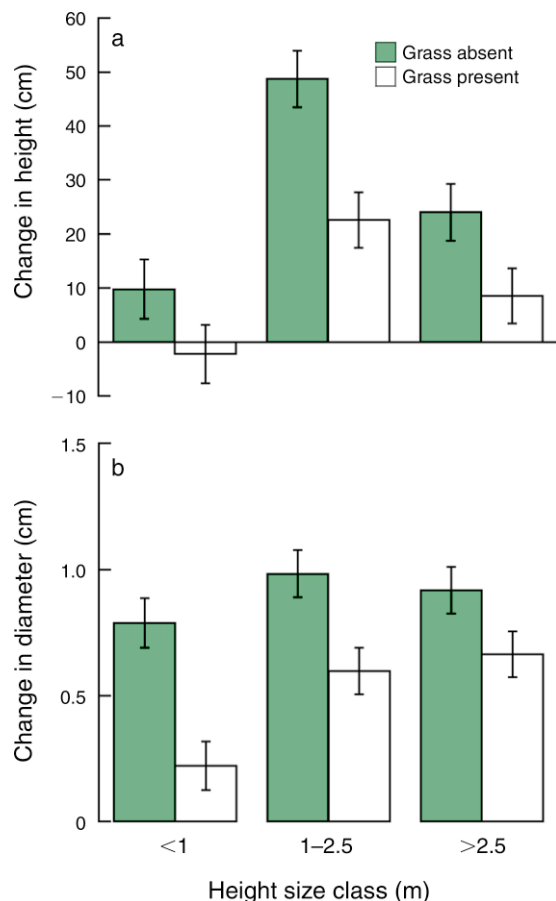 a
Grass absent
Grass present
Change in height (cm)
60
50
40
30
20
10
0
−10
b
Change in diameter (cm)
1.5
1.0
0.5
0
<1
1–2.5
>2.5
Height size class (m)